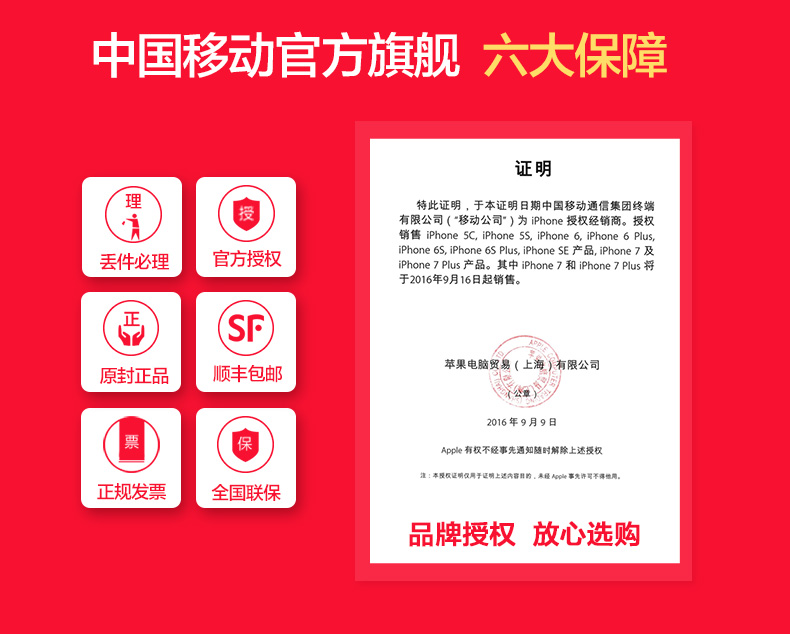 中国移动官方旗舰 六大保障
理
丢件必理
授
官方授权
正
原封正品
SF
顺丰包邮
票
正规发票
保
全国联保
证明
特此证明，于本证明日期中国移动通信集团终端
有限公司（“移动公司”）为 iPhone 授权经销商。授权
销售 iPhone 5C, iPhone 5S, iPhone 6, iPhone 6 Plus,
iPhone 6S, iPhone 6S Plus, iPhone SE 产品, iPhone 7 及
iPhone 7 Plus 产品。其中 iPhone 7 和 iPhone 7 Plus 将
于2016年9月16日起销售。
苹果电脑贸易（上海）有限公司
（公章）
2016 年 9 月 9 日
Apple 有权不经事先通知随时解除上述授权
注：本授权证明仅用于证明上述内容目的，未经 Apple 事先许可不得他用。
品牌授权 放心选购